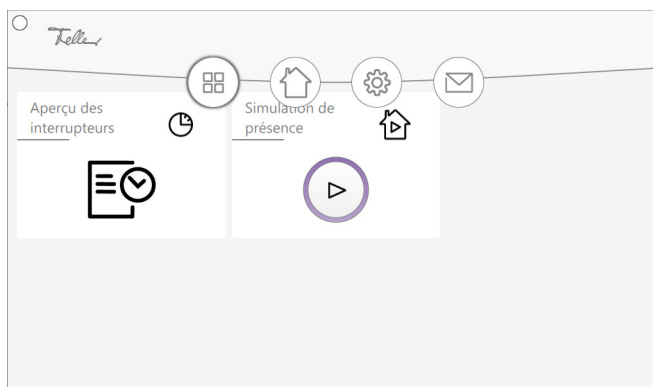 Feller
Aperçu des
interrupteurs
Simulation de
présence